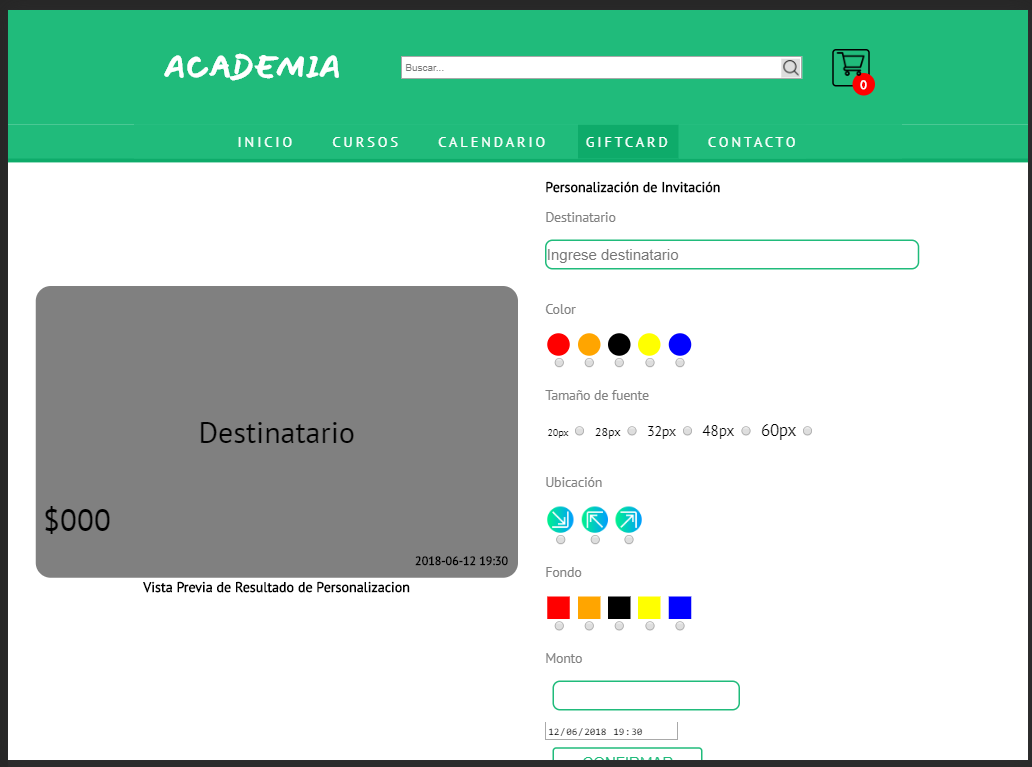 ACADEMIA
Buscar...
0
INICIO CURSOS CALENDARIO GIFTCARD CONTACTO
Destinatario
$000
2018-06-12 19:30
Vista Previa de Resultado de Personalizacion
Personalización de Invitación
Destinatario
Ingrese destinatario
Color
Tamaño de fuente
20px 28px 32px 48px 60px
Ubicación
Fondo
Monto
12/06/2018 19:30
CONFIRMAR